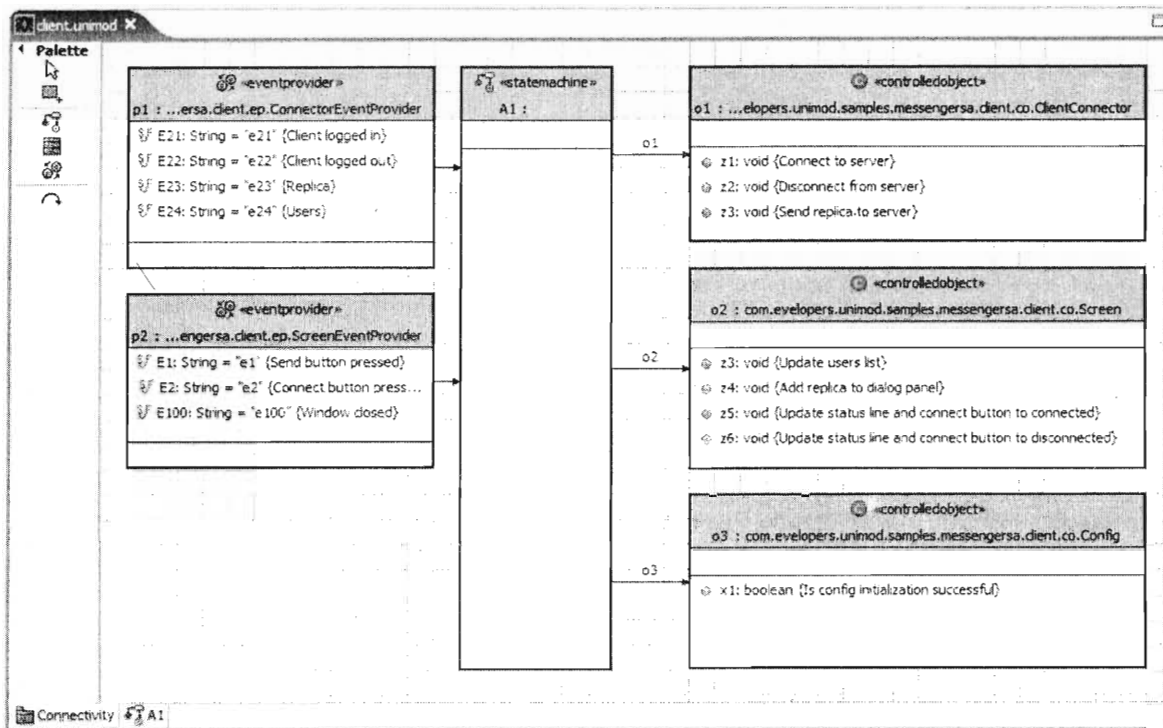 client.unimod
Palette
«eventprovider»
p1 : ...ersa.client.ep.ConnectorEventProvider
E21: String = "e21" {Client logged in}
E22: String = "e22" {Client logged out}
E23: String = "e23" {Replica}
E24: String = "e24" {Users}
«eventprovider»
p2 : ...engersa.client.ep.ScreenEventProvider
E1: String = "e1" {Send button pressed}
E2: String = "e2" {Connect button press...
E100: String = "e100" {Window closed}
«statemachine»
A1 :
o1
o2
o3
«controlledobject»
o1 : ...elopers.unimod.samples.messengersa.client.co.ClientConnector
z1: void {Connect to server}
z2: void {Disconnect from server}
z3: void {Send replica to server}
«controlledobject»
o2 : com.evelopers.unimod.samples.messengersa.client.co.Screen
z3: void {Update users list}
z4: void {Add replica to dialog panel}
z5: void {Update status line and connect button to connected}
z6: void {Update status line and connect button to disconnected}
«controlledobject»
o3 : com.evelopers.unimod.samples.messengersa.client.co.Config
x1: boolean {Is config initialization successful}
Connectivity A1